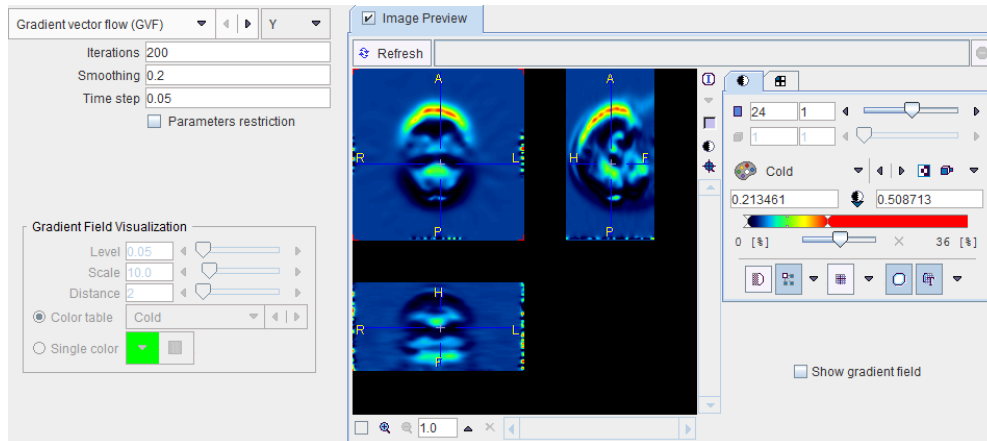 Gradient vector flow (GVF) Y
Iterations 200
Smoothing 0.2
Time step 0.05
Parameters restriction
Gradient Field Visualization
Level 0.05
Scale 10.0
Distance 2
Color table Cold
Single color
Image Preview
Refresh
A
R L
P
A
H F
P
H
R L
F
1.0
24 1
1 1
Cold
0.213461 0.508713
0 [%] 36 [%]
Show gradient field